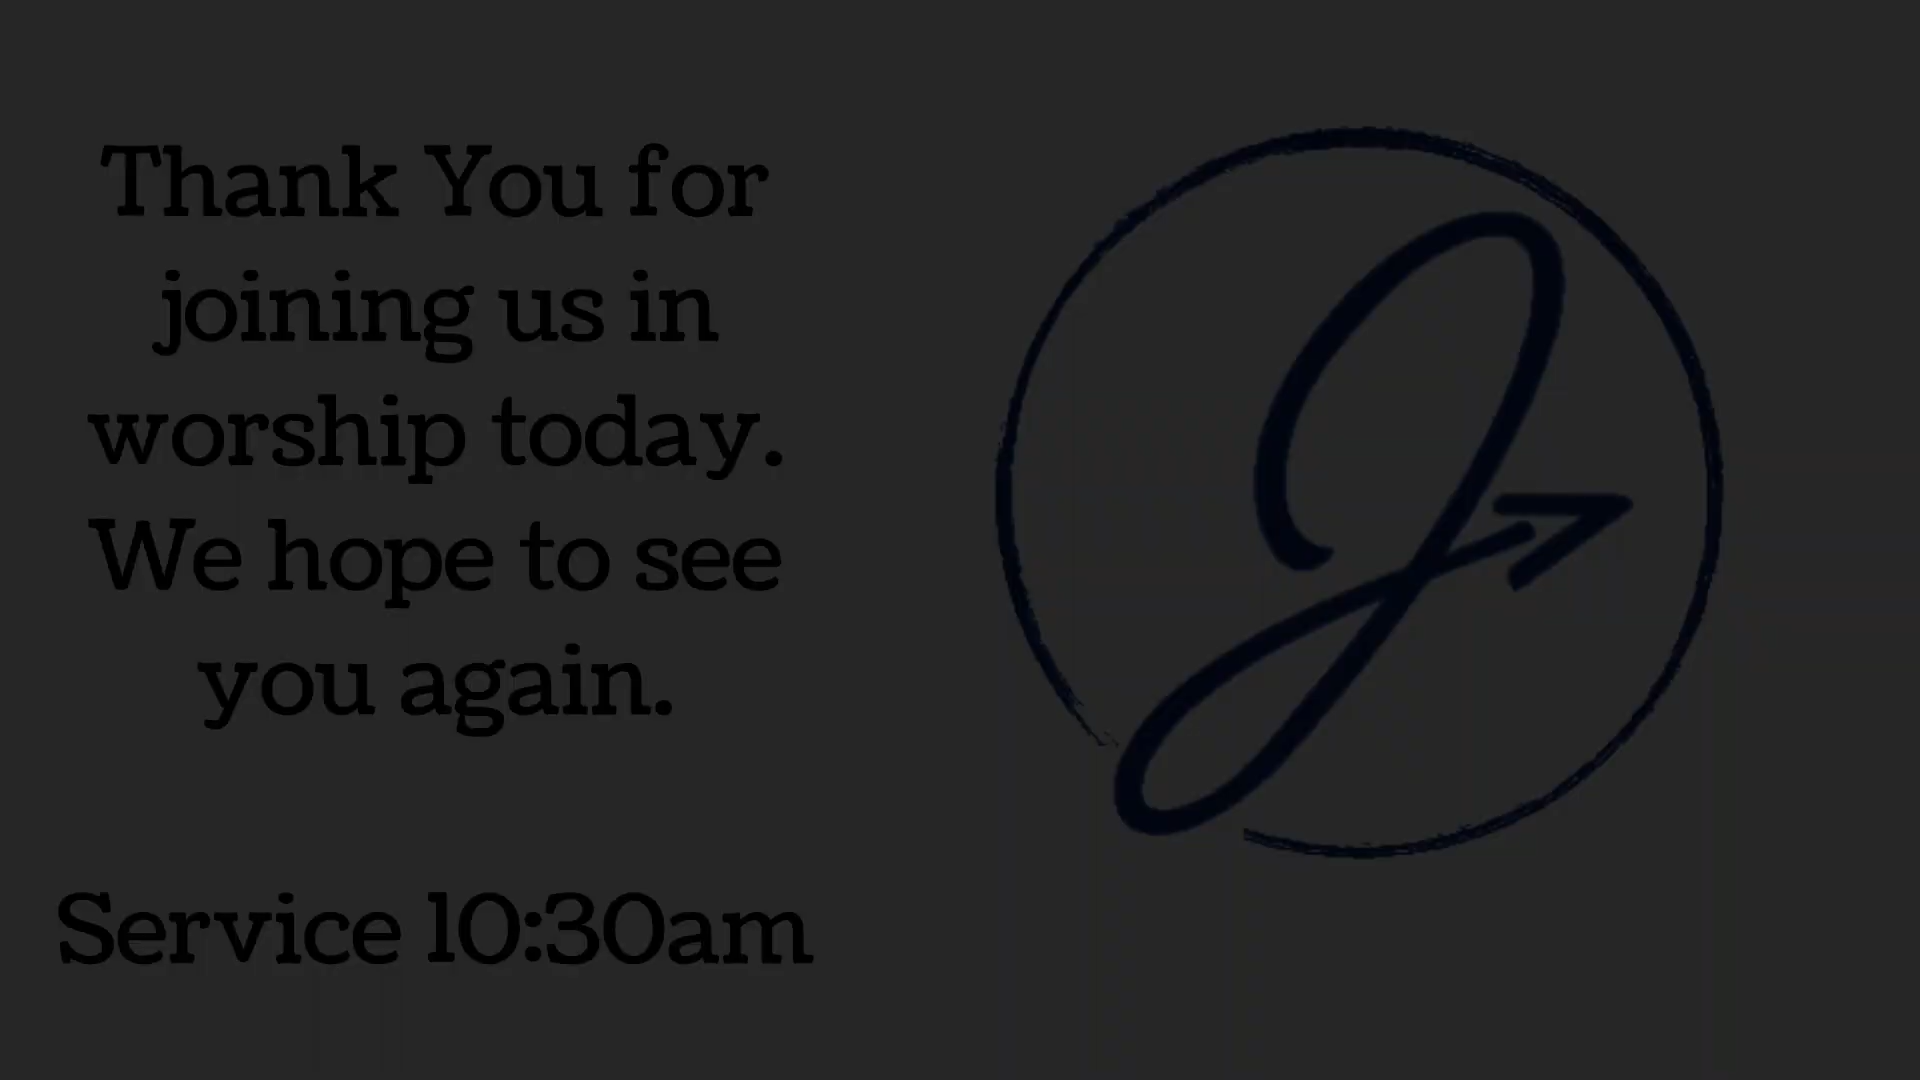 Thank You for
joining us in
worship today.
We hope to see
you again.
Service 10:30am
J